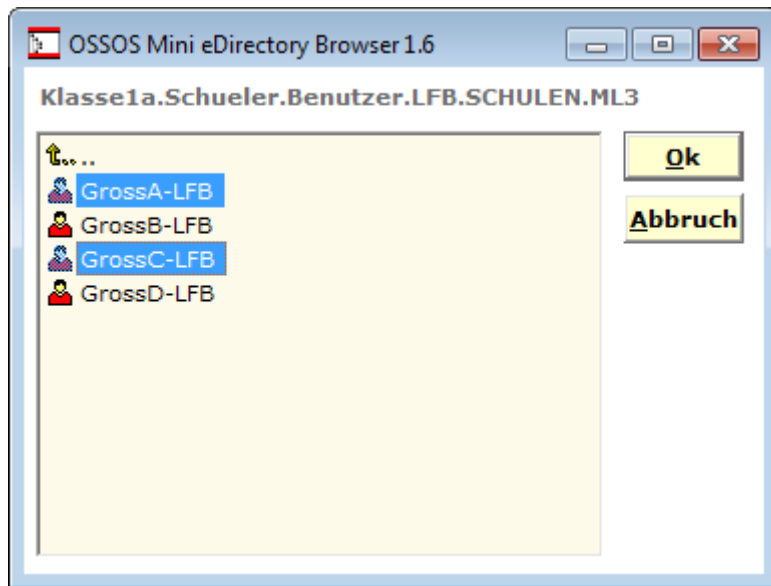 OSSOS Mini eDirectory Browser 1.6
Klasse1a.Schueler.Benutzer.LFB.SCHULEN.ML3
..
GrossA-LFB
GrossB-LFB
GrossC-LFB
GrossD-LFB
Ok
Abbruch